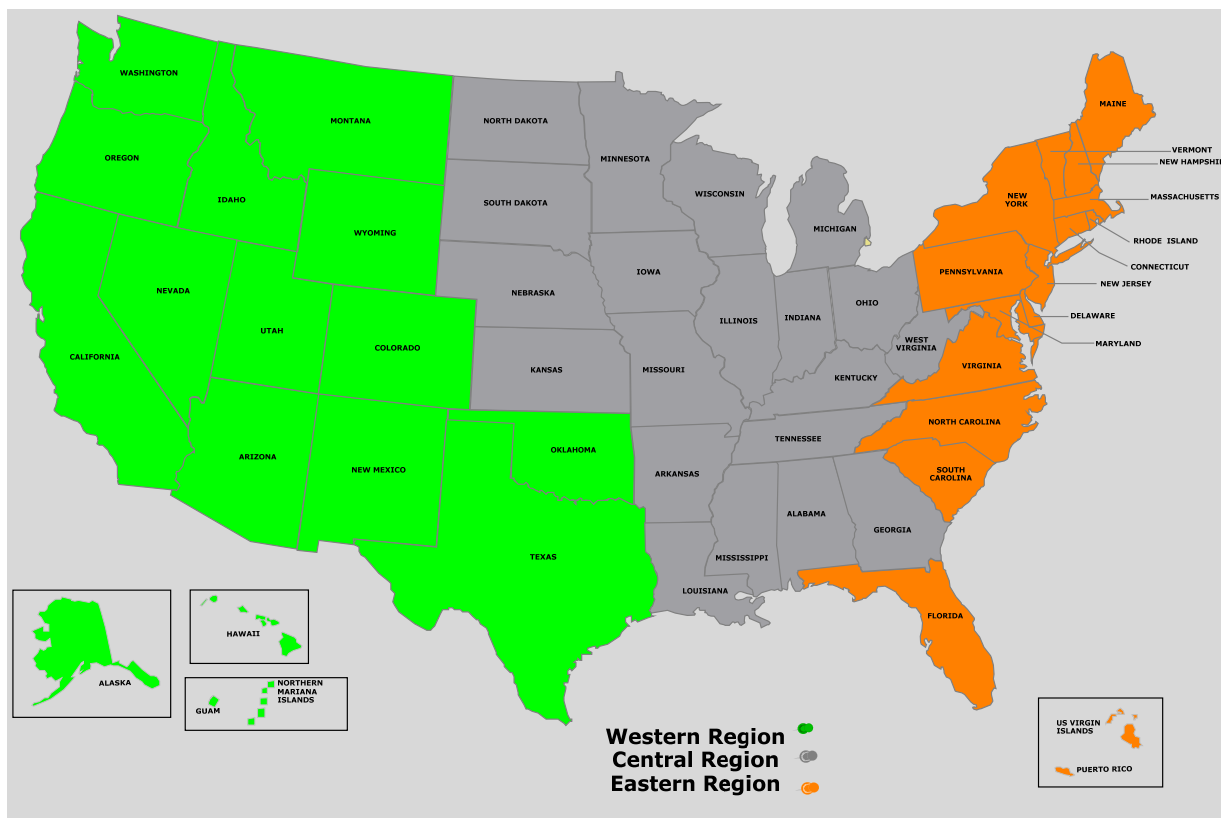 WASHINGTON
MONTANA
NORTH DAKOTA
MAINE
OREGON
MINNESOTA
VERMONT
NEW HAMPSHI
IDAHO
WISCONSIN
SOUTH DAKOTA
NEW
YORK
MASSACHUSETTS
WYOMING
MICHIGAN
RHODE ISLAND
IOWA
PENNSYLVANIA
CONNECTICUT
NEVADA
NEBRASKA
OHIO
NEW JERSEY
UTAH
ILLINOIS
INDIANA
DELAWARE
COLORADO
WEST
VIRGINIA
MARYLAND
CALIFORNIA
KANSAS
MISSOURI
VIRGINIA
KENTUCKY
NORTH CAROLINA
TENNESSEE
ARIZONA
OKLAHOMA
NEW MEXICO
ARKANSAS
SOUTH
CAROLINA
ALABAMA
GEORGIA
TEXAS
MISSISSIPPI
LOUISIANA
FLORIDA
HAWAII
ALASKA
NORTHERN
MARIANA
ISLANDS
GUAM
US VIRGIN
ISLANDS
PUERTO RICO
Western Region
Central Region
Eastern Region